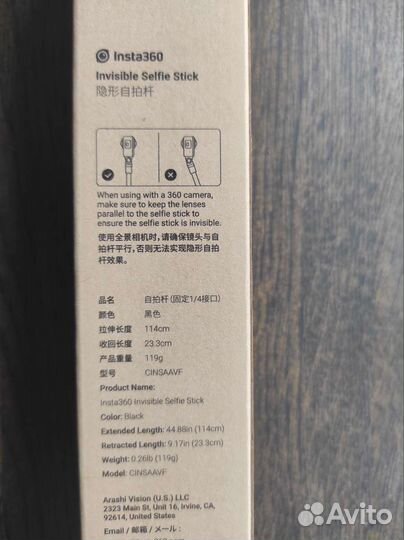 Insta360
Invisible Selfie Stick
隐形自拍杆
When using with a 360 camera,
make sure to keep the lenses
parallel to the selfie stick to
ensure the selfie stick is invisible.
使用全景相机时,请确保镜头与自
拍杆平行,否则无法实现隐形自拍
杆效果。
品名 自拍杆(固定1/4接口)
颜色 黑色
拉伸长度 114cm
收回长度 23.3cm
产品重量 119g
型号 CINSAAVF
Product Name:
Insta360 Invisible Selfie Stick
Color: Black
Extended Length: 44.88in (114cm)
Retracted Length: 9.17in (23.3cm)
Weight: 0.26lb (119g)
Model: CINSAAVF
Arashi Vision (U.S.) LLC
2323 Main St, Unit 16, Irvine, CA,
92614, United States
Email / 邮箱 / メール :
Avito